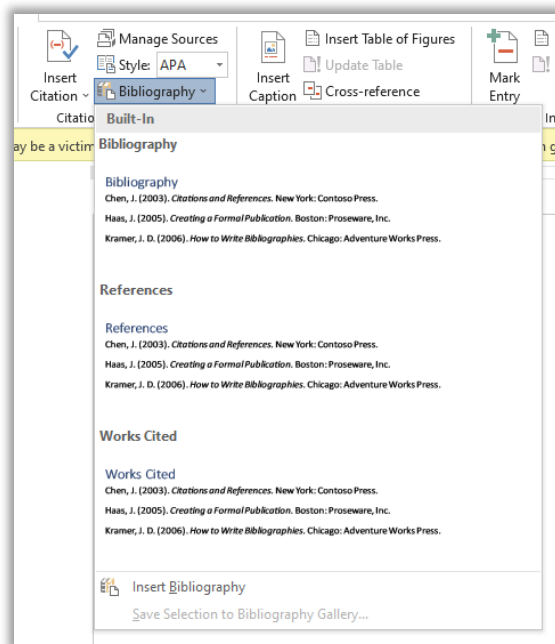 Manage Sources
Insert Table of Figures
Insert
Citation
Style: APA
Update Table
Insert
Caption
Mark
Entry
Bibliography
Cross-reference
Citatio
In
Built-In
ay be a victim
Bibliography
Bibliography
Chen, J. (2003). Citations and References. New York: Contoso Press.
Haas, J. (2005). Creating a Formal Publication. Boston: Proseware, Inc.
Kramer, J. D. (2006). How to Write Bibliographies. Chicago: Adventure Works Press.
References
References
Chen, J. (2003). Citations and References. New York: Contoso Press.
Haas, J. (2005). Creating a Formal Publication. Boston: Proseware, Inc.
Kramer, J. D. (2006). How to Write Bibliographies. Chicago: Adventure Works Press.
Works Cited
Works Cited
Chen, J. (2003). Citations and References. New York: Contoso Press.
Haas, J. (2005). Creating a Formal Publication. Boston: Proseware, Inc.
Kramer, J. D. (2006). How to Write Bibliographies. Chicago: Adventure Works Press.
Insert Bibliography
Save Selection to Bibliography Gallery...